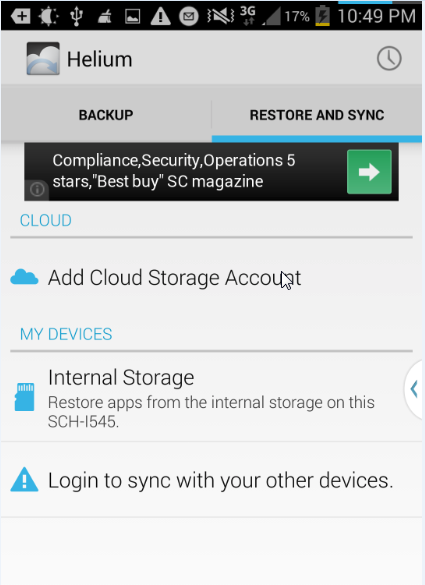 3G
17%
10:49 PM
Helium
BACKUP
RESTORE AND SYNC
Compliance,Security,Operations 5
stars,"Best buy" SC magazine
CLOUD
Add Cloud Storage Account
MY DEVICES
Internal Storage
Restore apps from the internal storage on this
SCH-I545.
Login to sync with your other devices.